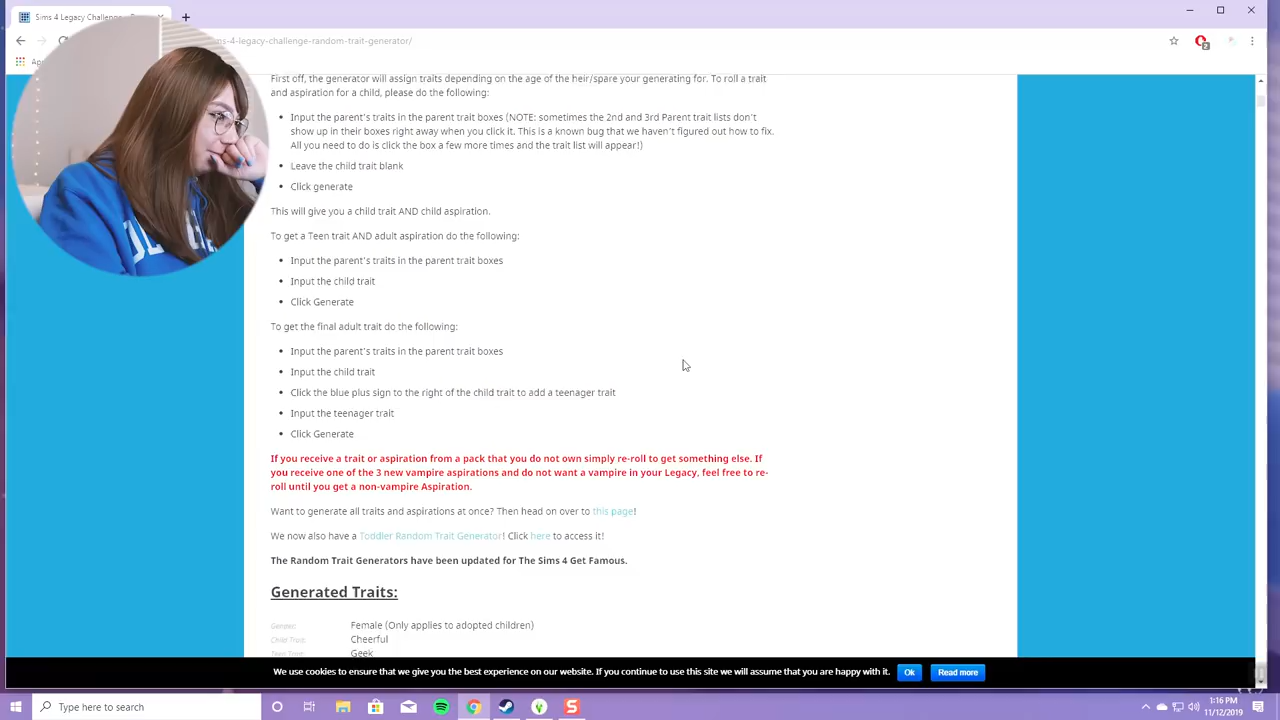 Sims 4 Legacy Challenge
ns-4-legacy-challenge-random-trait-generator/
First off, the generator will assign traits depending on the age of the heir/spare your generating for. To roll a trait
and aspiration for a child, please do the following:
• Input the parent's traits in the parent trait boxes (NOTE: sometimes the 2nd and 3rd Parent trait lists don't
show up in their boxes right away when you click it. This is a known bug that we haven't figured out how to fix.
All you need to do is click the box a few more times and the trait list will appear!)
• Leave the child trait blank
• Click generate
This will give you a child trait AND child aspiration.
To get a Teen trait AND adult aspiration do the following:
• Input the parent's traits in the parent trait boxes
• Input the child trait
• Click Generate
To get the final adult trait do the following:
• Input the parent's traits in the parent trait boxes
• Input the child trait
• Click the blue plus sign to the right of the child trait to add a teenager trait
• Input the teenager trait
• Click Generate
If you receive a trait or aspiration from a pack that you do not own simply re-roll to get something else. If
you receive one of the 3 new vampire aspirations and do not want a vampire in your Legacy, feel free to re-
roll until you get a non-vampire Aspiration.
Want to generate all traits and aspirations at once? Then head on over to this page!
We now also have a Toddler Random Trait Generator! Click here to access it!
The Random Trait Generators have been updated for The Sims 4 Get Famous.
Generated Traits:
Gender: Female (Only applies to adopted children)
Child Trait: Cheerful
Teen Trait: Geek
We use cookies to ensure that we give you the best experience on our website. If you continue to use this site we will assume that you are happy with it. Ok Read more
Type here to search
1:16 PM
11/12/2019